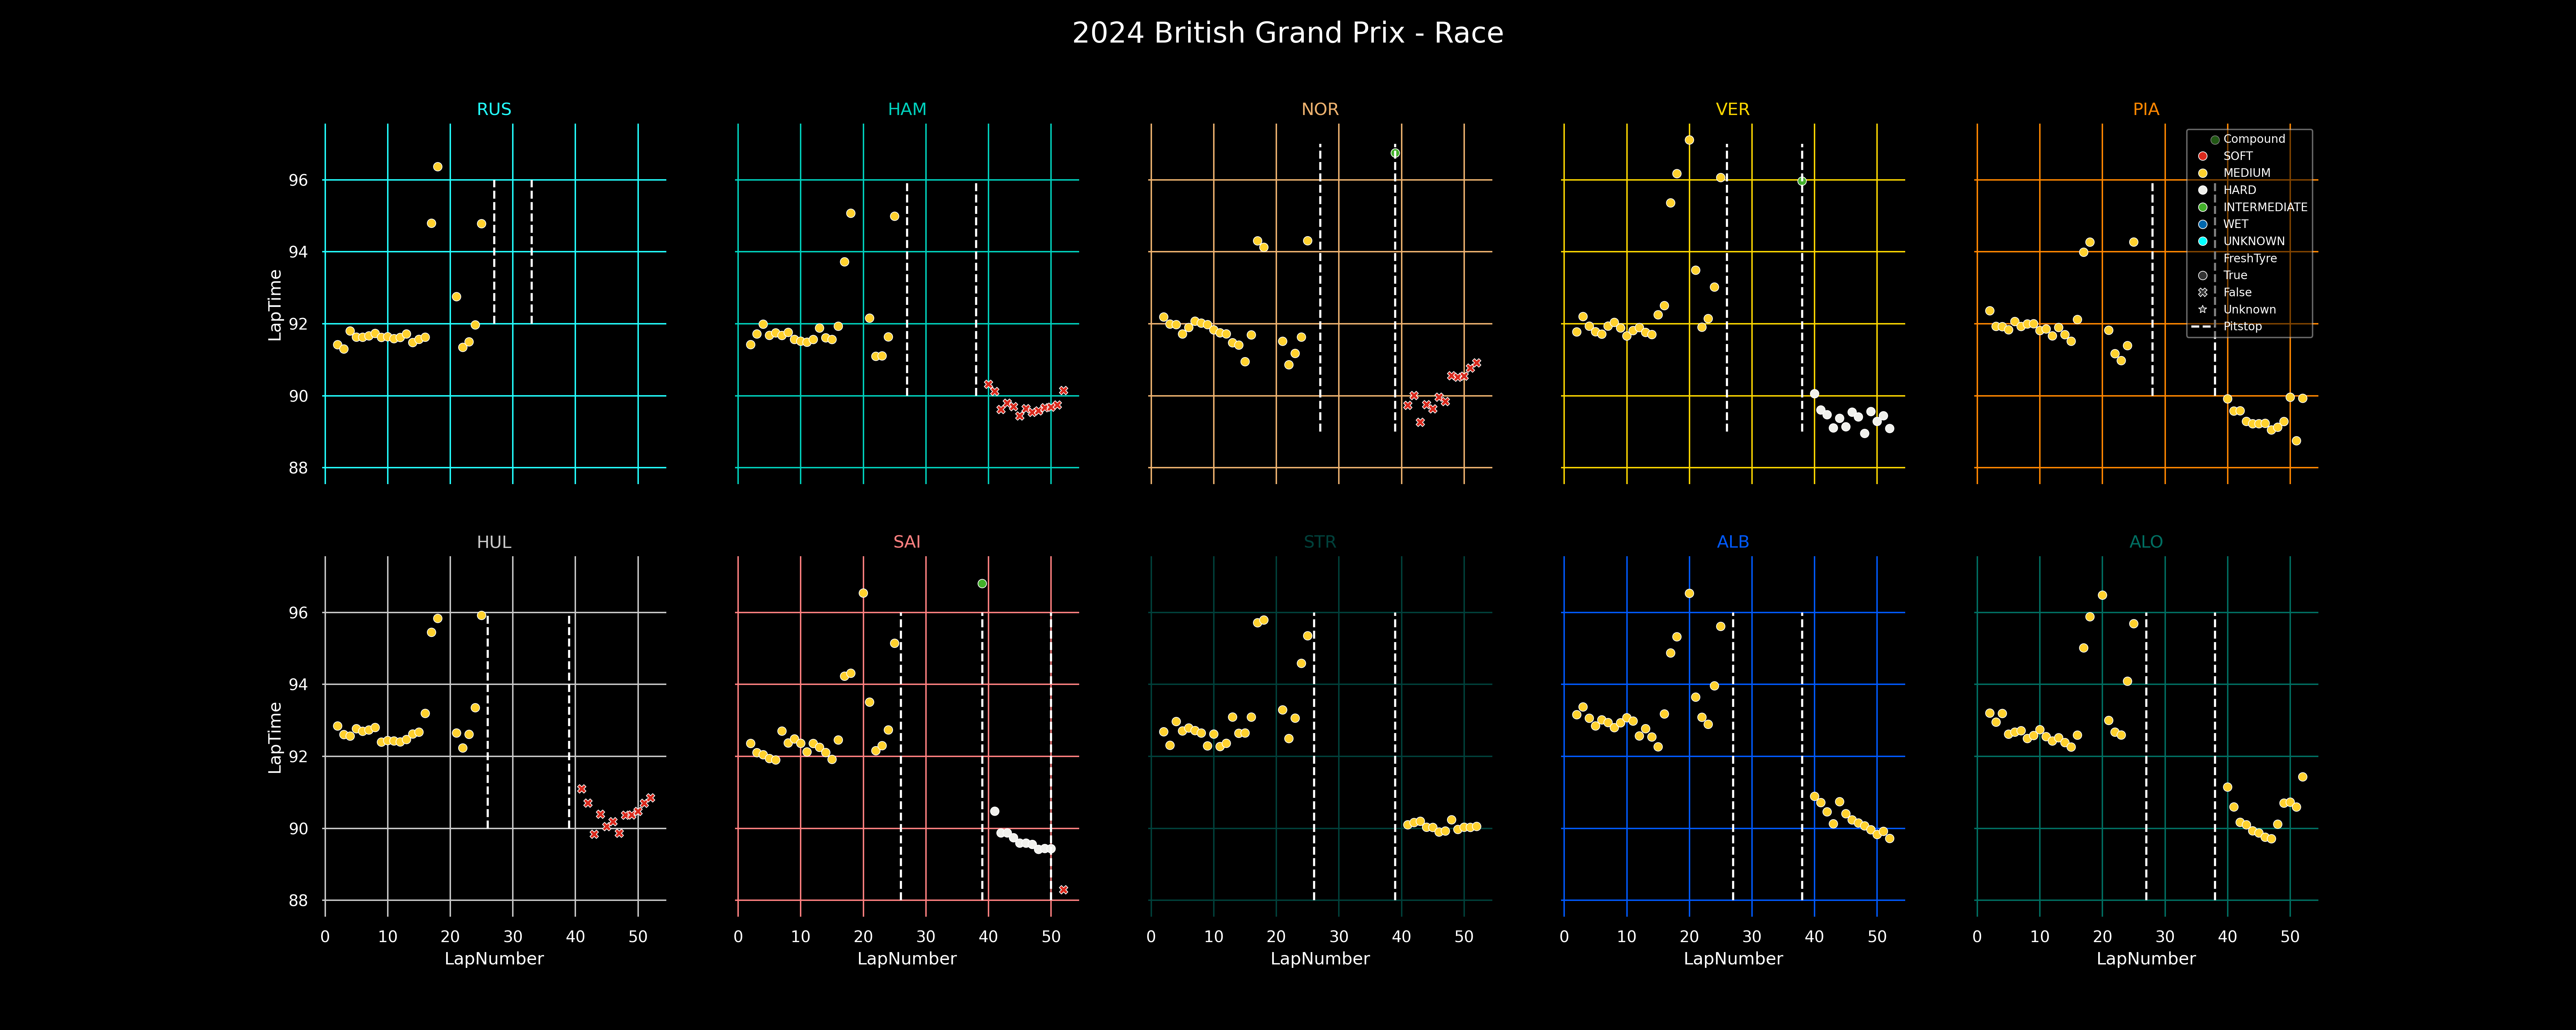 2024 British Grand Prix - Race
RUS
HAM
NOR
VER
PIA
LapTime
96
94
92
90
88
Compound
SOFT
MEDIUM
HARD
INTERMEDIATE
WET
UNKNOWN
FreshTyre
True
False
Unknown
Pitstop
HUL
SAI
STR
ALB
ALO
LapTime
96
94
92
90
88
0 10 20 30 40 50
0 10 20 30 40 50
0 10 20 30 40 50
0 10 20 30 40 50
0 10 20 30 40 50
LapNumber
LapNumber
LapNumber
LapNumber
LapNumber